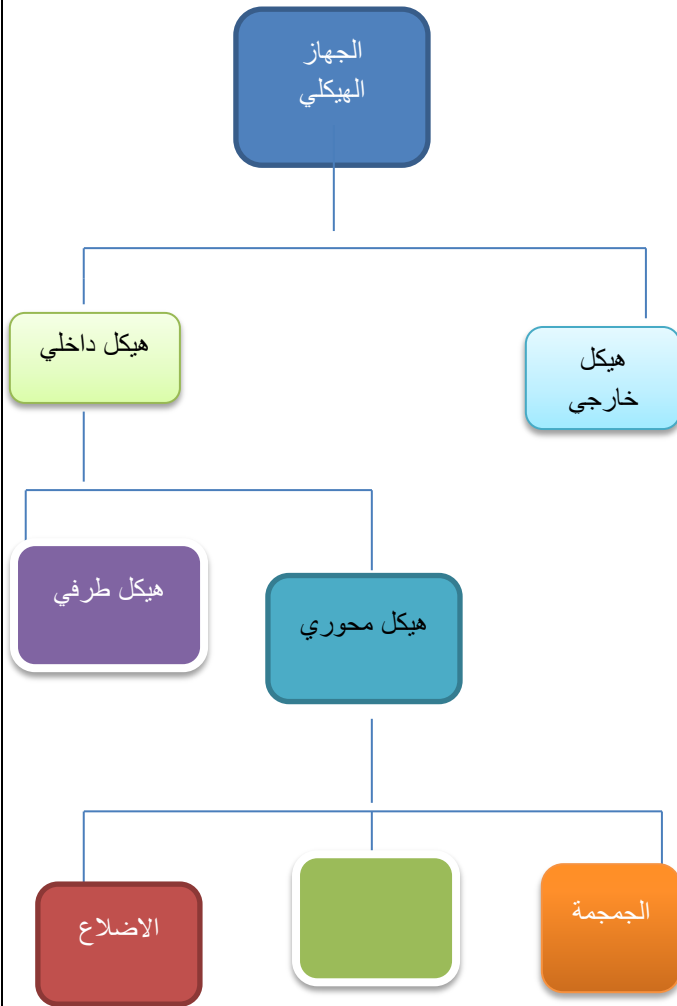 الجهاز
الهيكلي
هيكل
خارجي
هيكل داخلي
هيكل محوري
هيكل طرفي
الجمجمة
الاضلاع